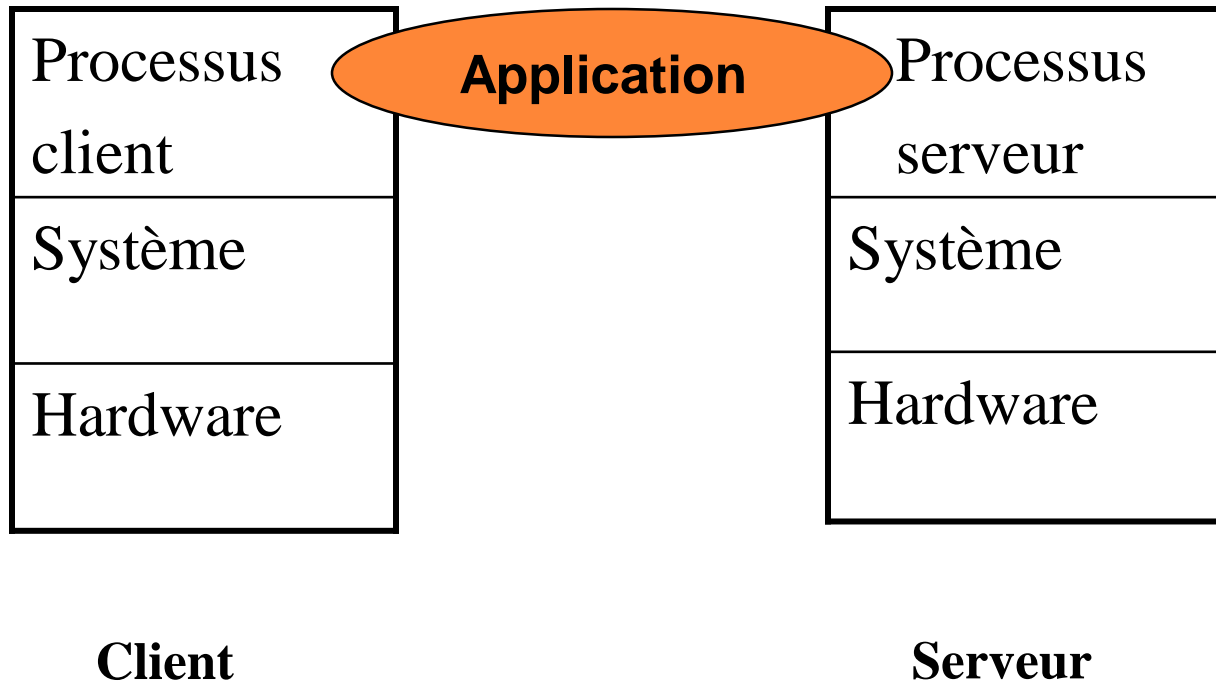 Processus
client
Système
Hardware
Application
Processus
serveur
Système
Hardware
Client
Serveur